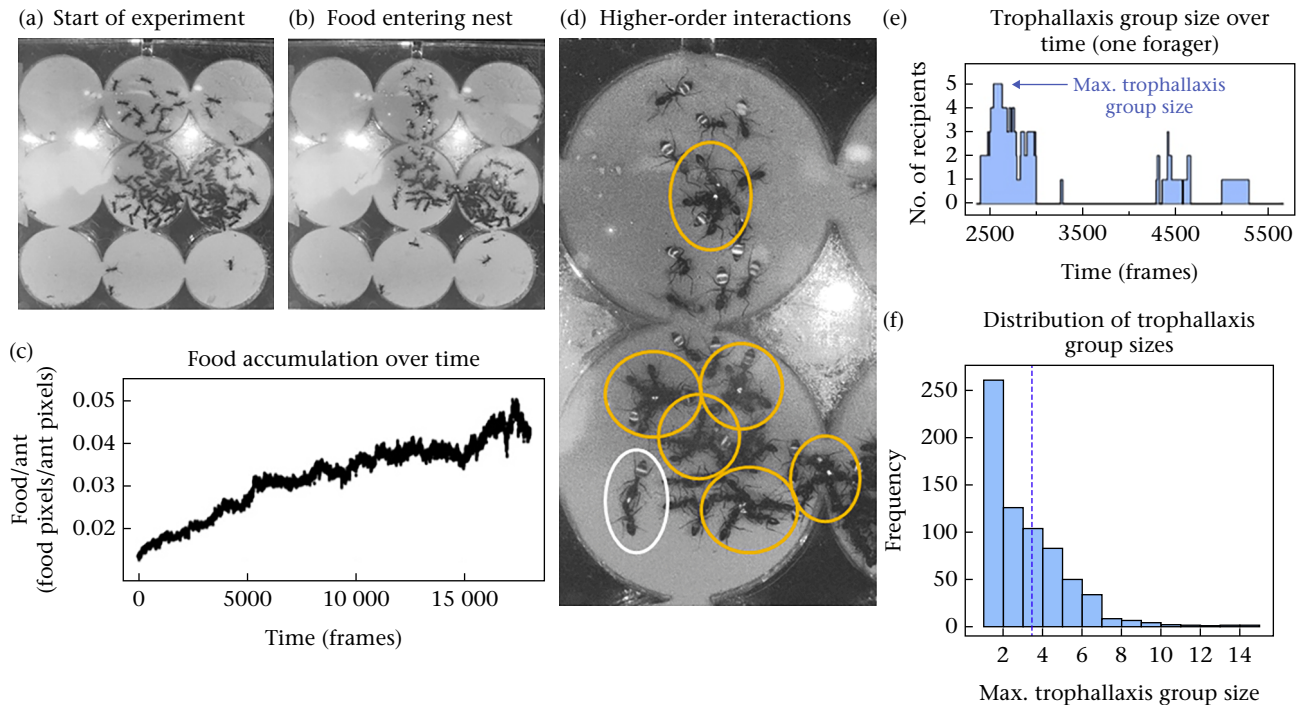 (a) Start of experiment
(b) Food entering nest
(c)
Food accumulation over time
Food/ant
(food pixels/ant pixels)
0.05
0.04
0.03
0.02
0
5000
10 000
15 000
Time (frames)
(d) Higher-order interactions
(e)
Trophallaxis group size over
time (one forager)
No. of recipients
5
4
3
2
1
0
Max. trophallaxis
group size
2500
3500
4500
5500
Time (frames)
(f)
Distribution of trophallaxis
group sizes
Frequency
250
200
150
100
50
0
2
4
6
8
10
12
14
Max. trophallaxis group size